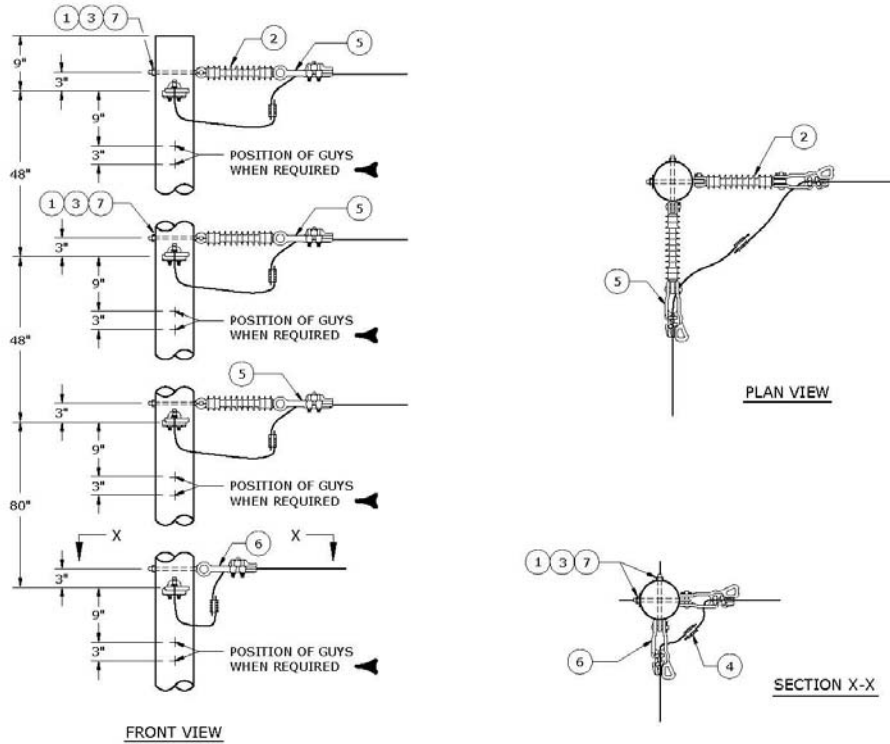 1 3 7
2
5
9"
3"
9"
3"
POSITION OF GUYS
WHEN REQUIRED
48"
1 3 7
5
3"
9"
3"
POSITION OF GUYS
WHEN REQUIRED
48"
5
3"
9"
3"
POSITION OF GUYS
WHEN REQUIRED
80"
X X
6
3"
9"
3"
POSITION OF GUYS
WHEN REQUIRED
FRONT VIEW
2
5
PLAN VIEW
1 3 7
6
4
SECTION X-X